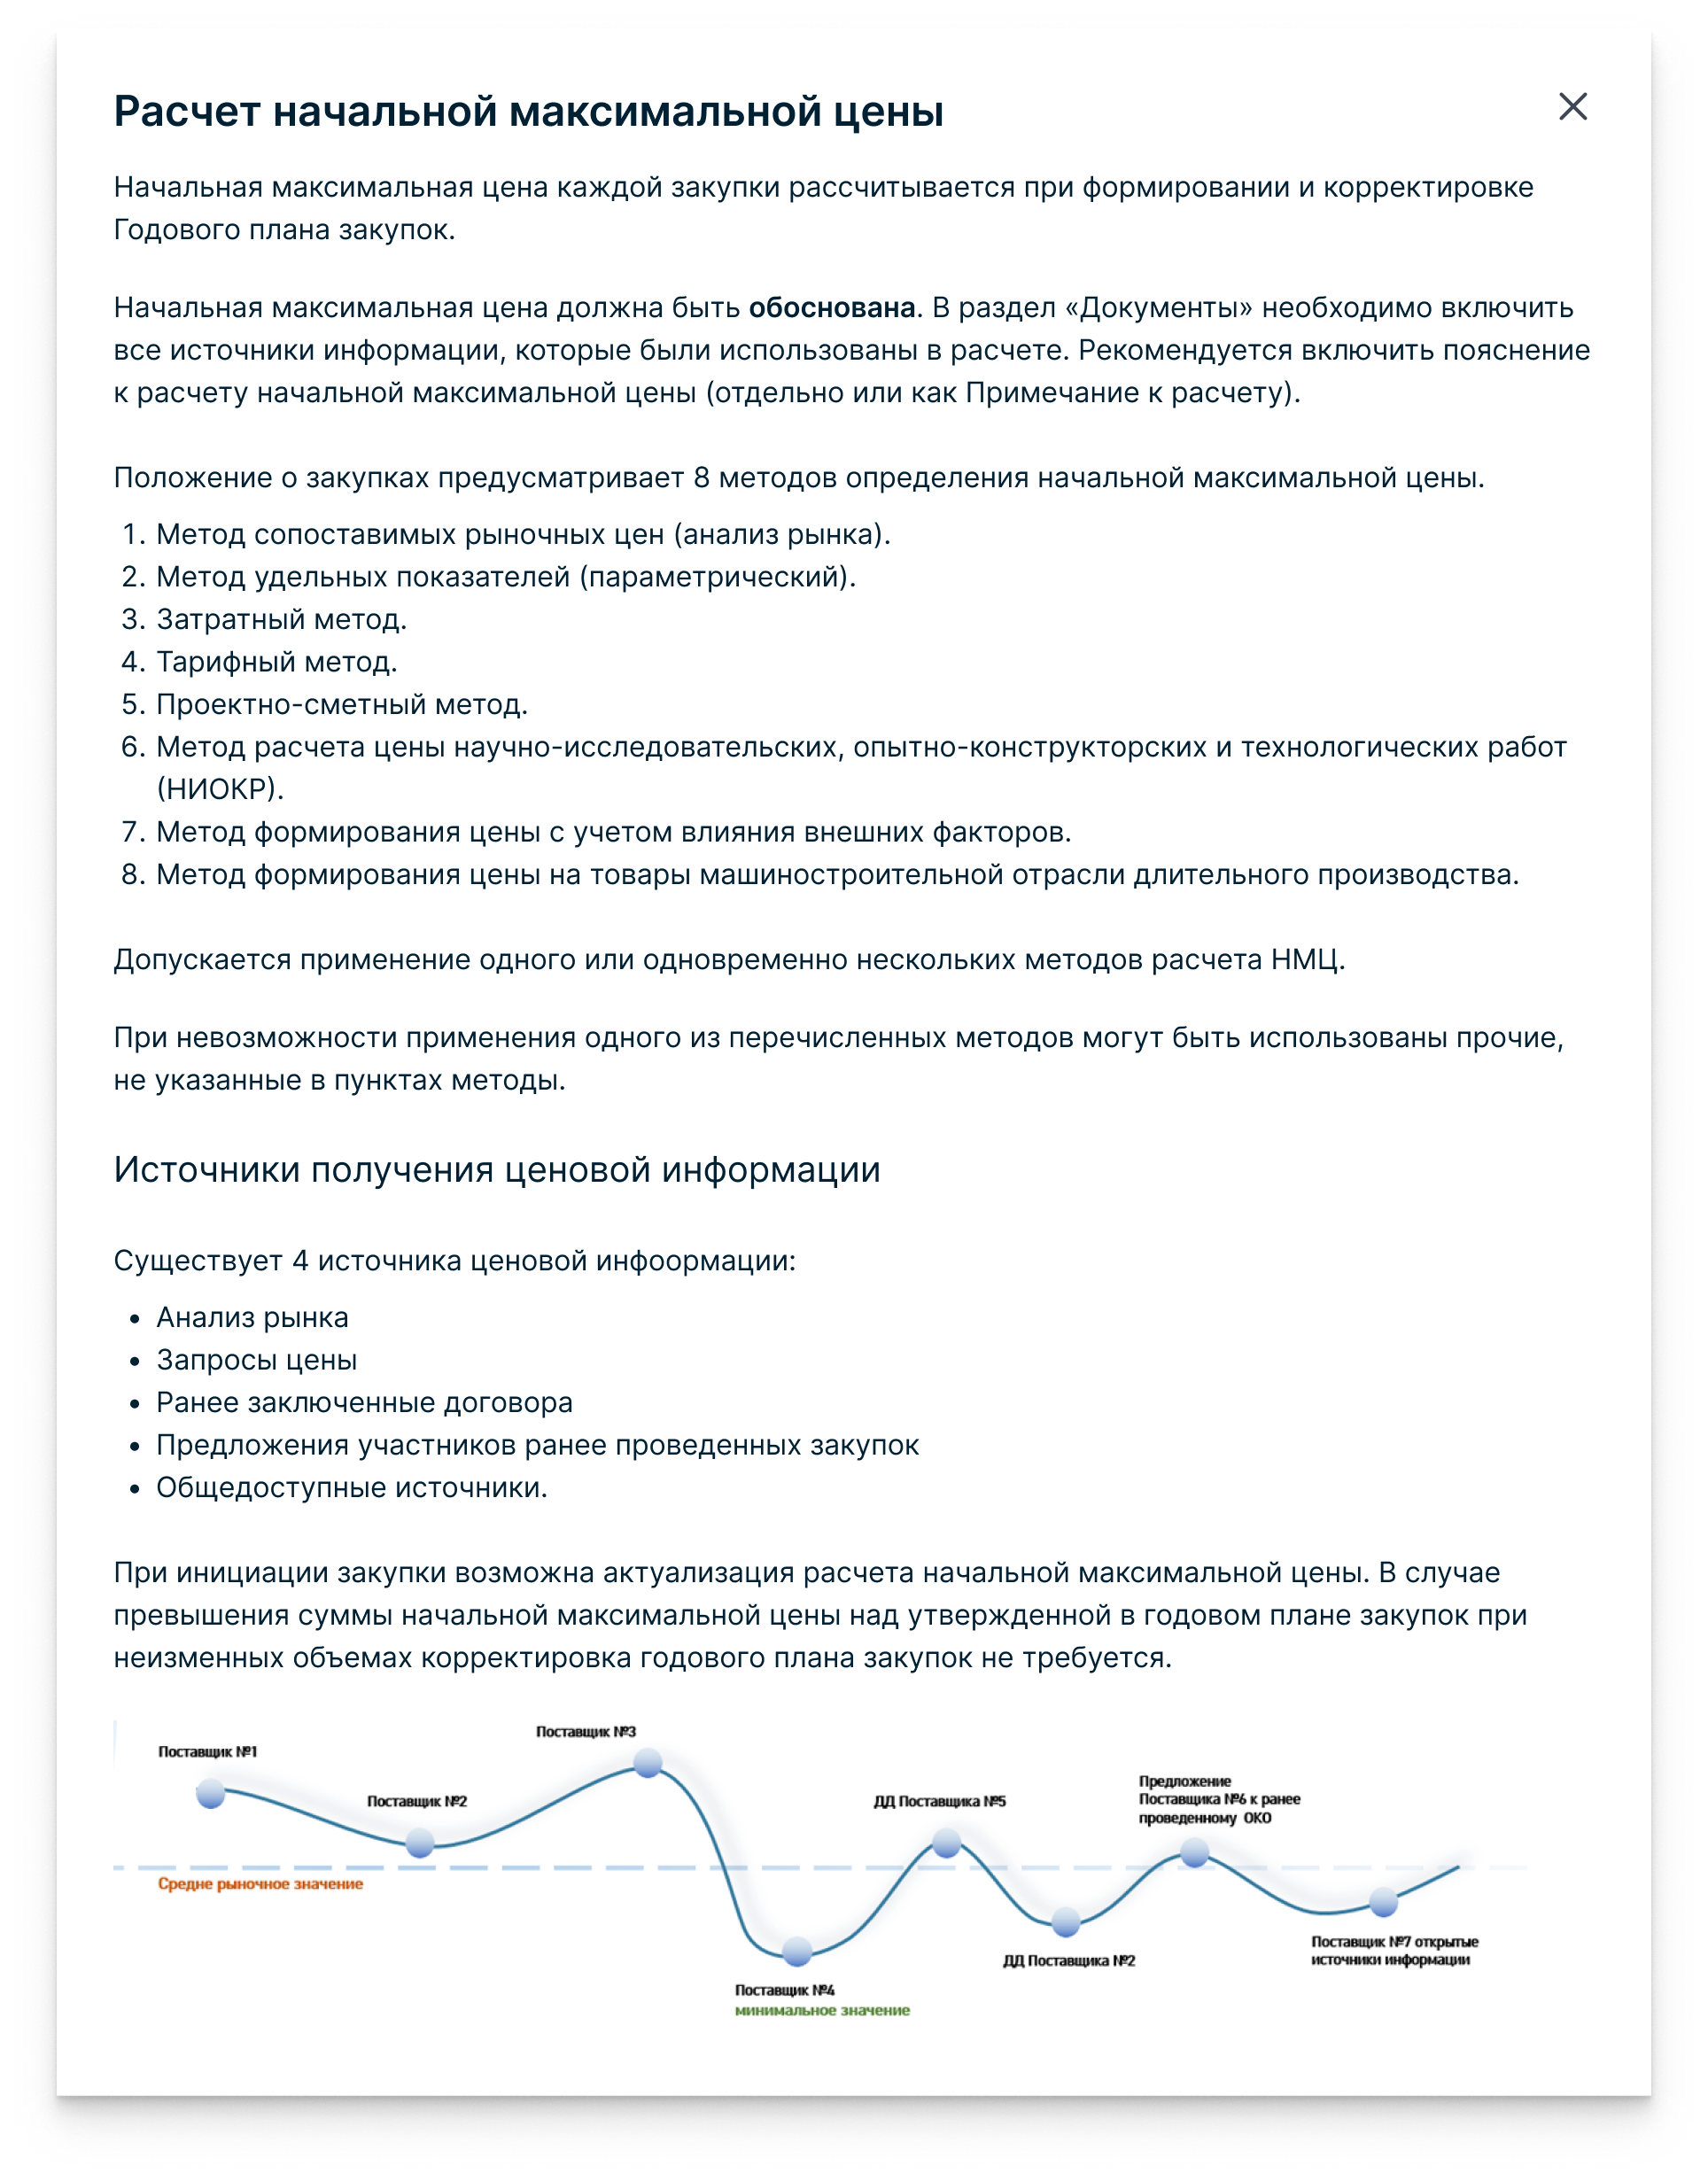 Расчет начальной максимальной цены
Начальная максимальная цена каждой закупки рассчитывается при формировании и корректировке
Годового плана закупок.
Начальная максимальная цена должна быть обоснована. В раздел «Документы» необходимо включить
все источники информации, которые были использованы в расчете. Рекомендуется включить пояснение
к расчету начальной максимальной цены (отдельно или как Примечание к расчету).
Положение о закупках предусматривает 8 методов определения начальной максимальной цены.
1. Метод сопоставимых рыночных цен (анализ рынка).
2. Метод удельных показателей (параметрический).
3. Затратный метод.
4. Тарифный метод.
5. Проектно-сметный метод.
6. Метод расчета цены научно-исследовательских, опытно-конструкторских и технологических работ
(НИОКР).
7. Метод формирования цены с учетом влияния внешних факторов.
8. Метод формирования цены на товары машиностроительной отрасли длительного производства.
Допускается применение одного или одновременно нескольких методов расчета НМЦ.
При невозможности применения одного из перечисленных методов могут быть использованы прочие,
не указанные в пунктах методы.
Источники получения ценовой информации
Существует 4 источника ценовой инфоормации:
• Анализ рынка
• Запросы цены
• Ранее заключенные договора
• Предложения участников ранее проведенных закупок
• Общедоступные источники.
При инициации закупки возможна актуализация расчета начальной максимальной цены. В случае
превышения суммы начальной максимальной цены над утвержденной в годовом плане закупок при
неизменных объемах корректировка годового плана закупок не требуется.
Поставщик №1
Поставщик №2
Поставщик №3
Средне рыночное значение
Поставщик №4
минимальное значение
ДД Поставщика №5
ДД Поставщика №2
Предложение
Поставщика №6 к ранее
проведенному ОКО
Поставщик №7 открытые
источники информации